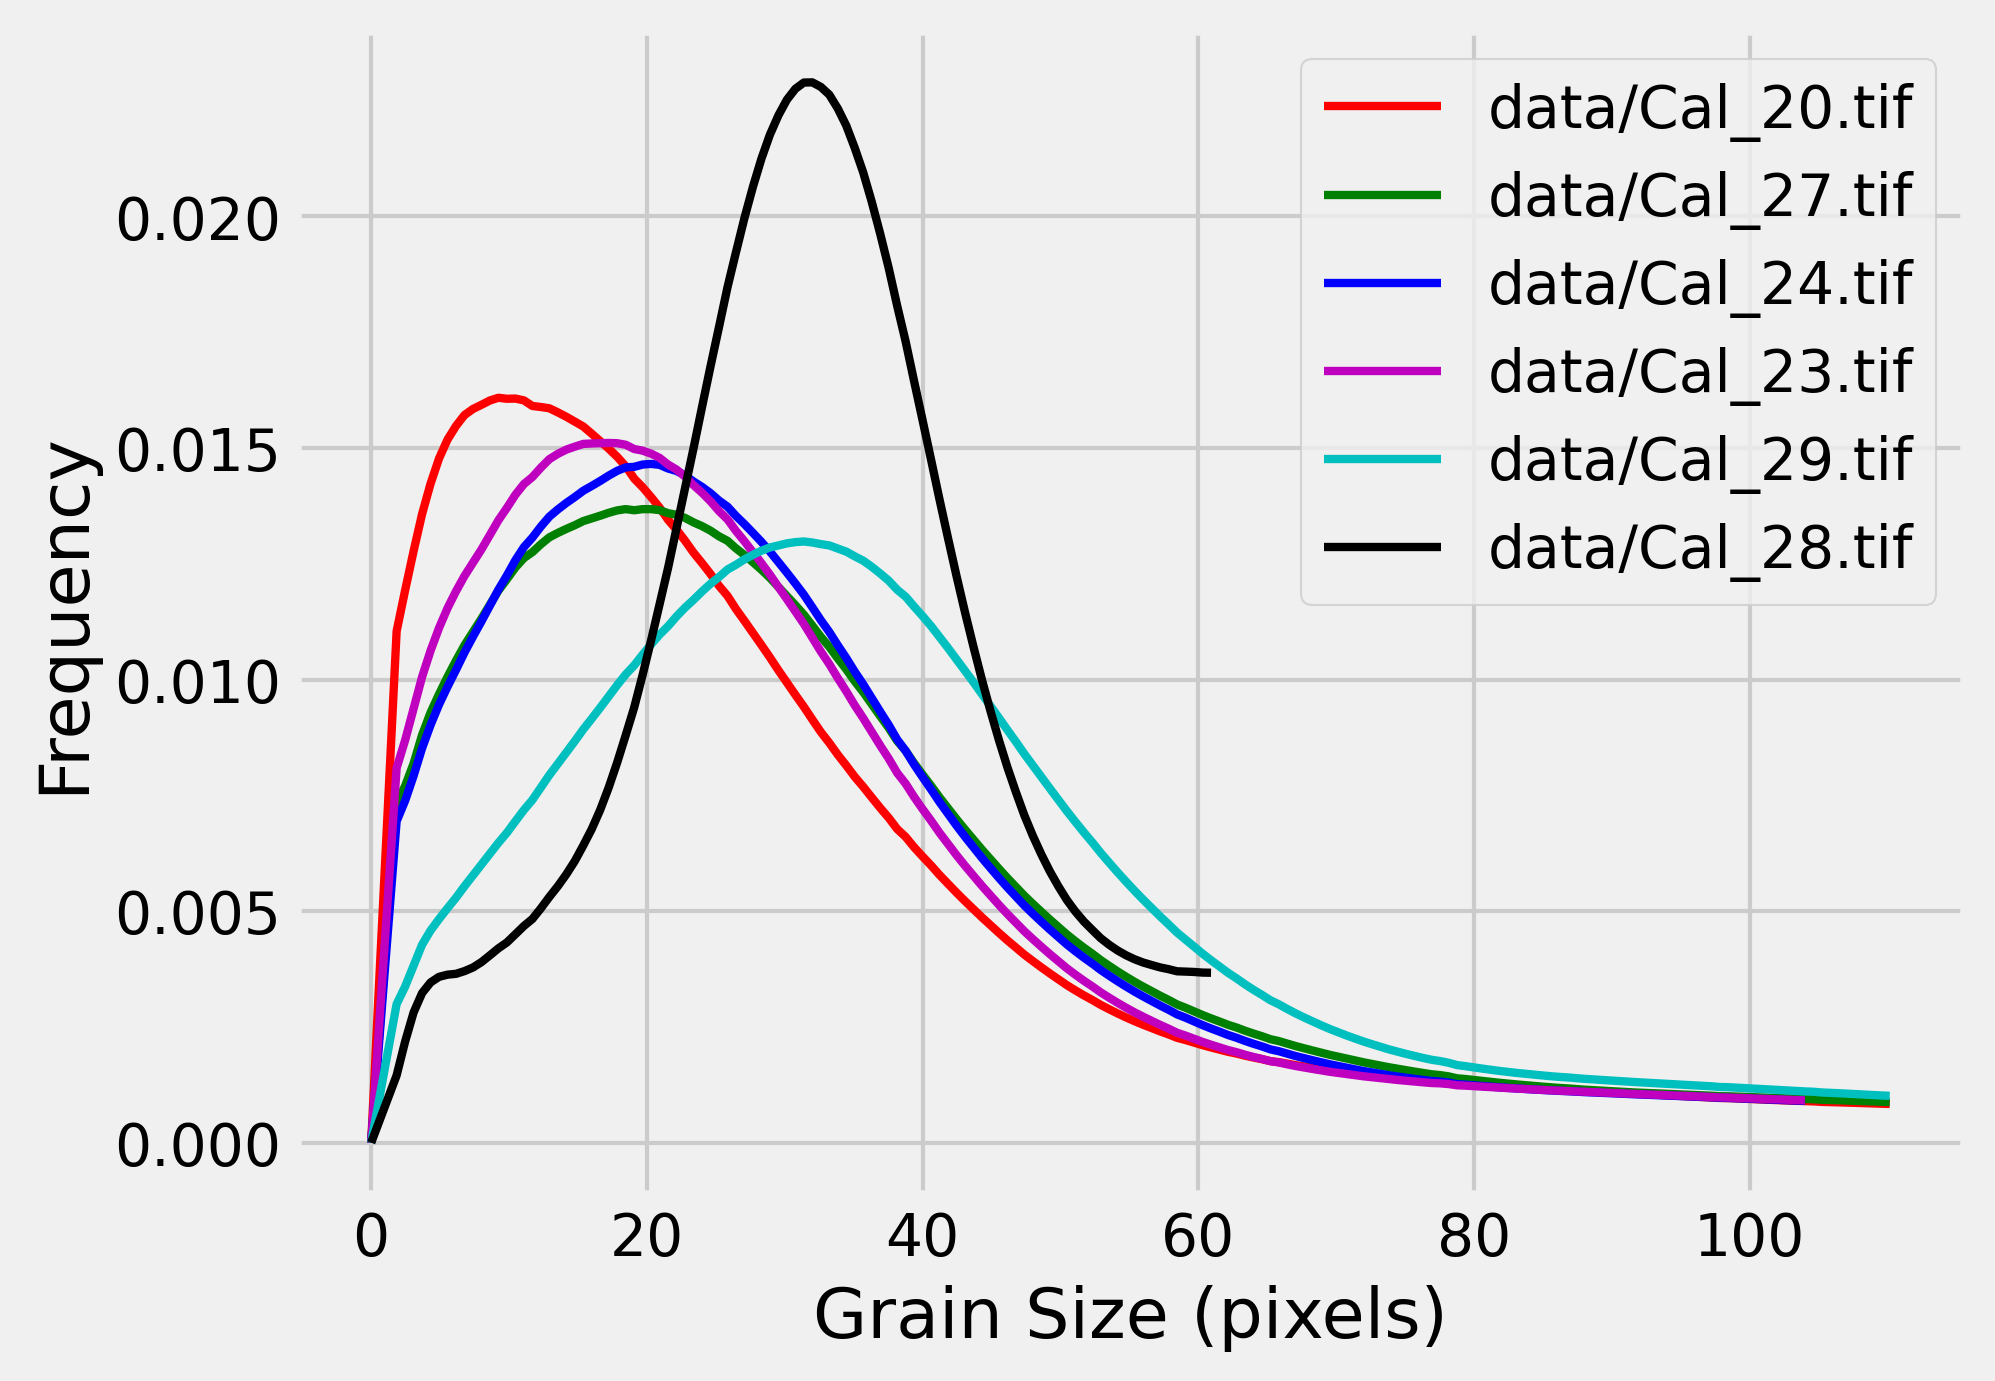 data/Cal_20.tif
data/Cal_27.tif
data/Cal_24.tif
data/Cal_23.tif
data/Cal_29.tif
data/Cal_28.tif
Frequency
0.020
0.015
0.010
0.005
0.000
0 20 40 60 80 100
Grain Size (pixels)